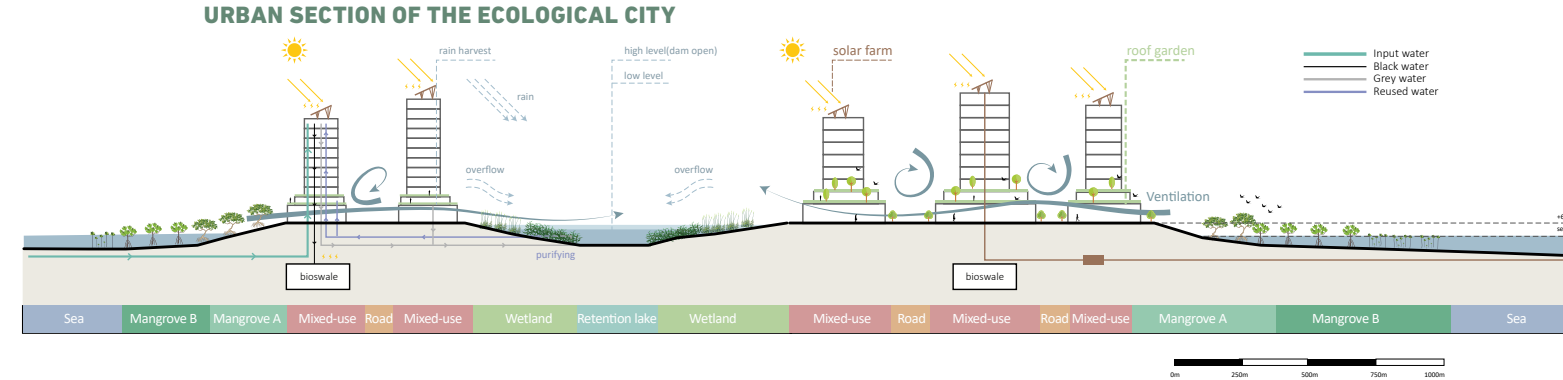 URBAN SECTION OF THE ECOLOGICAL CITY
rain harvest
high level(dam open)
solar farm
roof garden
Input water
Black water
Grey water
Reused water
low level
rain
overflow
overflow
Ventilation
purifying
bioswale
bioswale
Sea
Mangrove B
Mangrove A
Mixed-use
Road
Mixed-use
Wetland
Retention lake
Wetland
Mixed-use
Road
Mixed-use
Road
Mixed-use
Mangrove A
Mangrove B
Sea
0m
250m
500m
750m
1000m